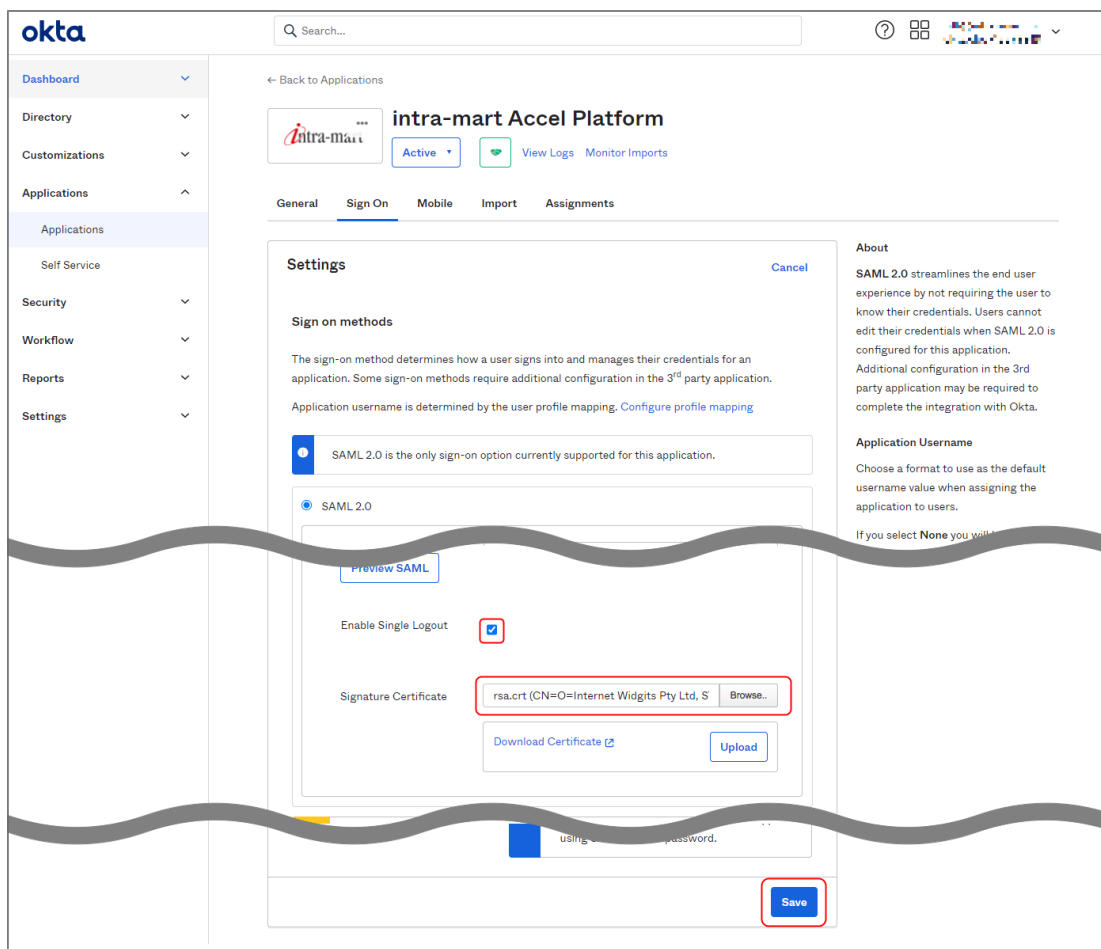 okta
Search...
Dashboard
Directory
Customizations
Applications
Applications
Self Service
Security
Workflow
Reports
Settings
← Back to Applications
intra-mart
intra-mart Accel Platform
Active
View Logs
Monitor Imports
General
Sign On
Mobile
Import
Assignments
Settings
Cancel
Sign on methods
The sign-on method determines how a user signs into and manages their credentials for an
application. Some sign-on methods require additional configuration in the 3rd party application.
Application username is determined by the user profile mapping. Configure profile mapping
SAML 2.0 is the only sign-on option currently supported for this application.
SAML 2.0
Preview SAML
Enable Single Logout
Signature Certificate
rsa.crt (CN=O=Internet Widgits Pty Ltd, S
Browse..
Download Certificate
Upload
using
password.
Save
About
SAML 2.0 streamlines the end user
experience by not requiring the user to
know their credentials. Users cannot
edit their credentials when SAML 2.0 is
configured for this application.
Additional configuration in the 3rd
party application may be required to
complete the integration with Okta.
Application Username
Choose a format to use as the default
username value when assigning the
application to users.
If you select None you will